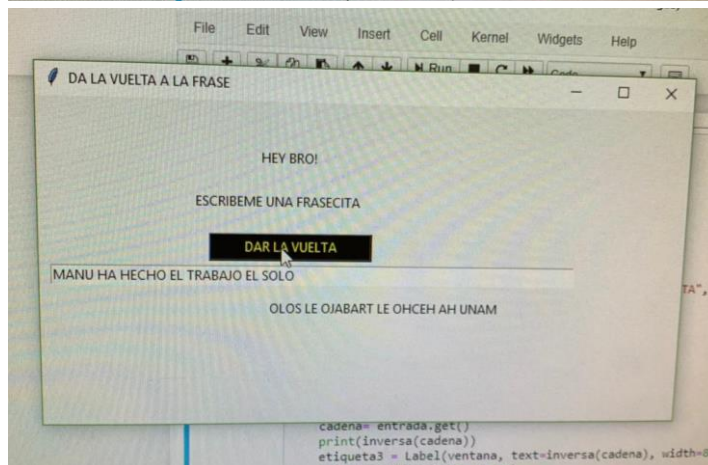 File Edit View Insert Cell Kernel Widgets Help
Run
DA LA VUELTA A LA FRASE
HEY BRO!
ESCRIBEME UNA FRASECITA
DAR LA VUELTA
MANU HA HECHO EL TRABAJO EL SOLO
TA",
OLOS LE OJABART LE OHCEH AH UNAM
cadena= entrada.get()
print(inversa(cadena))
etiqueta3 = Label(ventana, text=inversa(cadena), width=8